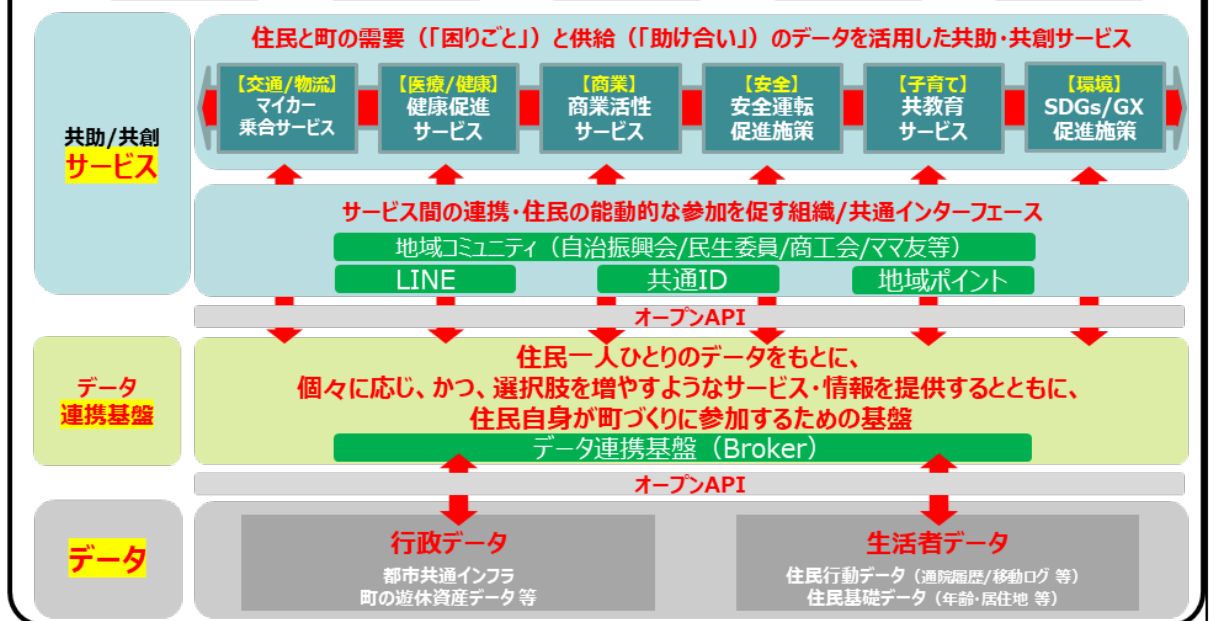 住民と町の需要（「困りごと」）と供給（「助け合い」）のデータを活用した共助・共創サービス
【交通/物流】
マイカー
乗合サービス
【医療/健康】
健康促進
サービス
【商業】
商業活性
サービス
【安全】
安全運転
促進施策
【子育て】
共教育
サービス
【環境】
SDGs/GX
促進施策
共助/共創
サービス
サービス間の連携・住民の能動的な参加を促す組織/共通インターフェース
地域コミュニティ（自治振興会/民生委員/商工会/ママ友等）
LINE
共通ID
地域ポイント
オープンAPI
データ
連携基盤
住民一人ひとりのデータをもとに、
個々に応じ、かつ、選択肢を増やすようなサービス・情報を提供するとともに、
住民自身が町づくりに参加するための基盤
データ連携基盤（Broker）
オープンAPI
データ
行政データ
都市共通インフラ
町の遊休資産データ等
生活者データ
住民行動データ（通院履歴/移動ログ 等）
住民基礎データ（年齢・居住地 等）